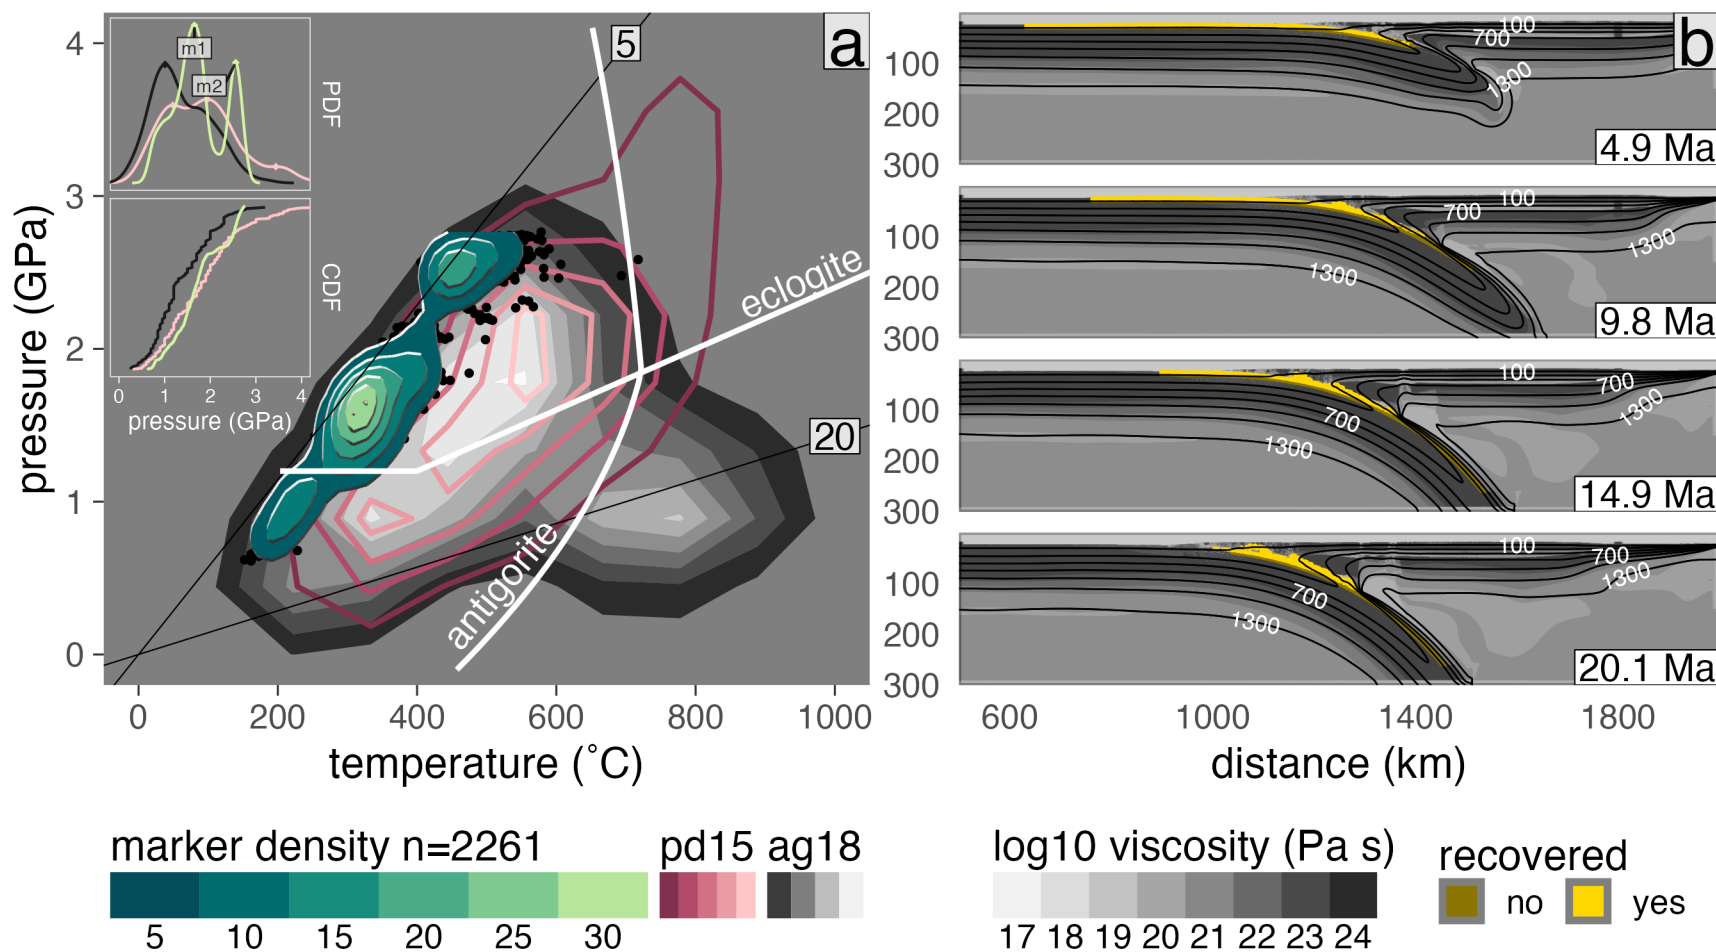 a
4
3
2
1
0
pressure (GPa)
0
200
400
600
800
1000
temperature (˚C)
m1
m2
PDF
CDF
0
1
2
3
4
pressure (GPa)
5
20
eclogite
antigorite
b
100
200
300
100
700
1300
4.9 Ma
100
200
300
100
700
1300
1300
9.8 Ma
100
200
300
100
700
1300
700
1300
14.9 Ma
100
200
300
100
700
1300
700
1300
20.1 Ma
600
1000
1400
1800
distance (km)
marker density n=2261
5 10 15 20 25 30
pd15
ag18
log10 viscosity (Pa s)
17 18 19 20 21 22 23 24
recovered
no
yes